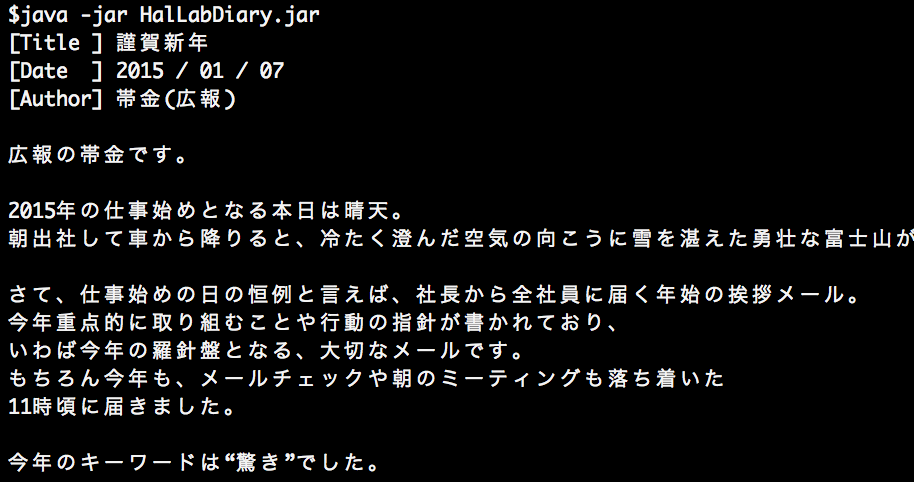 $java -jar HalLabDiary.jar
[Title ] 謹賀新年
[Date  ] 2015 / 01 / 07
[Author] 帯金(広報)
広報の帯金です。
2015年の仕事始めとなる本日は晴天。
朝出社して車から降りると、冷たく澄んだ空気の向こうに雪を湛えた勇壮な富士山が
さて、仕事始めの日の恒例と言えば、社長から全社員に届く年始の挨拶メール。
今年重点的に取り組むことや行動の指針が書かれており、
いわば今年の羅針盤となる、大切なメールです。
もちろん今年も、メールチェックや朝のミーティングも落ち着いた
11時頃に届きました。
今年のキーワードは“驚き”でした。